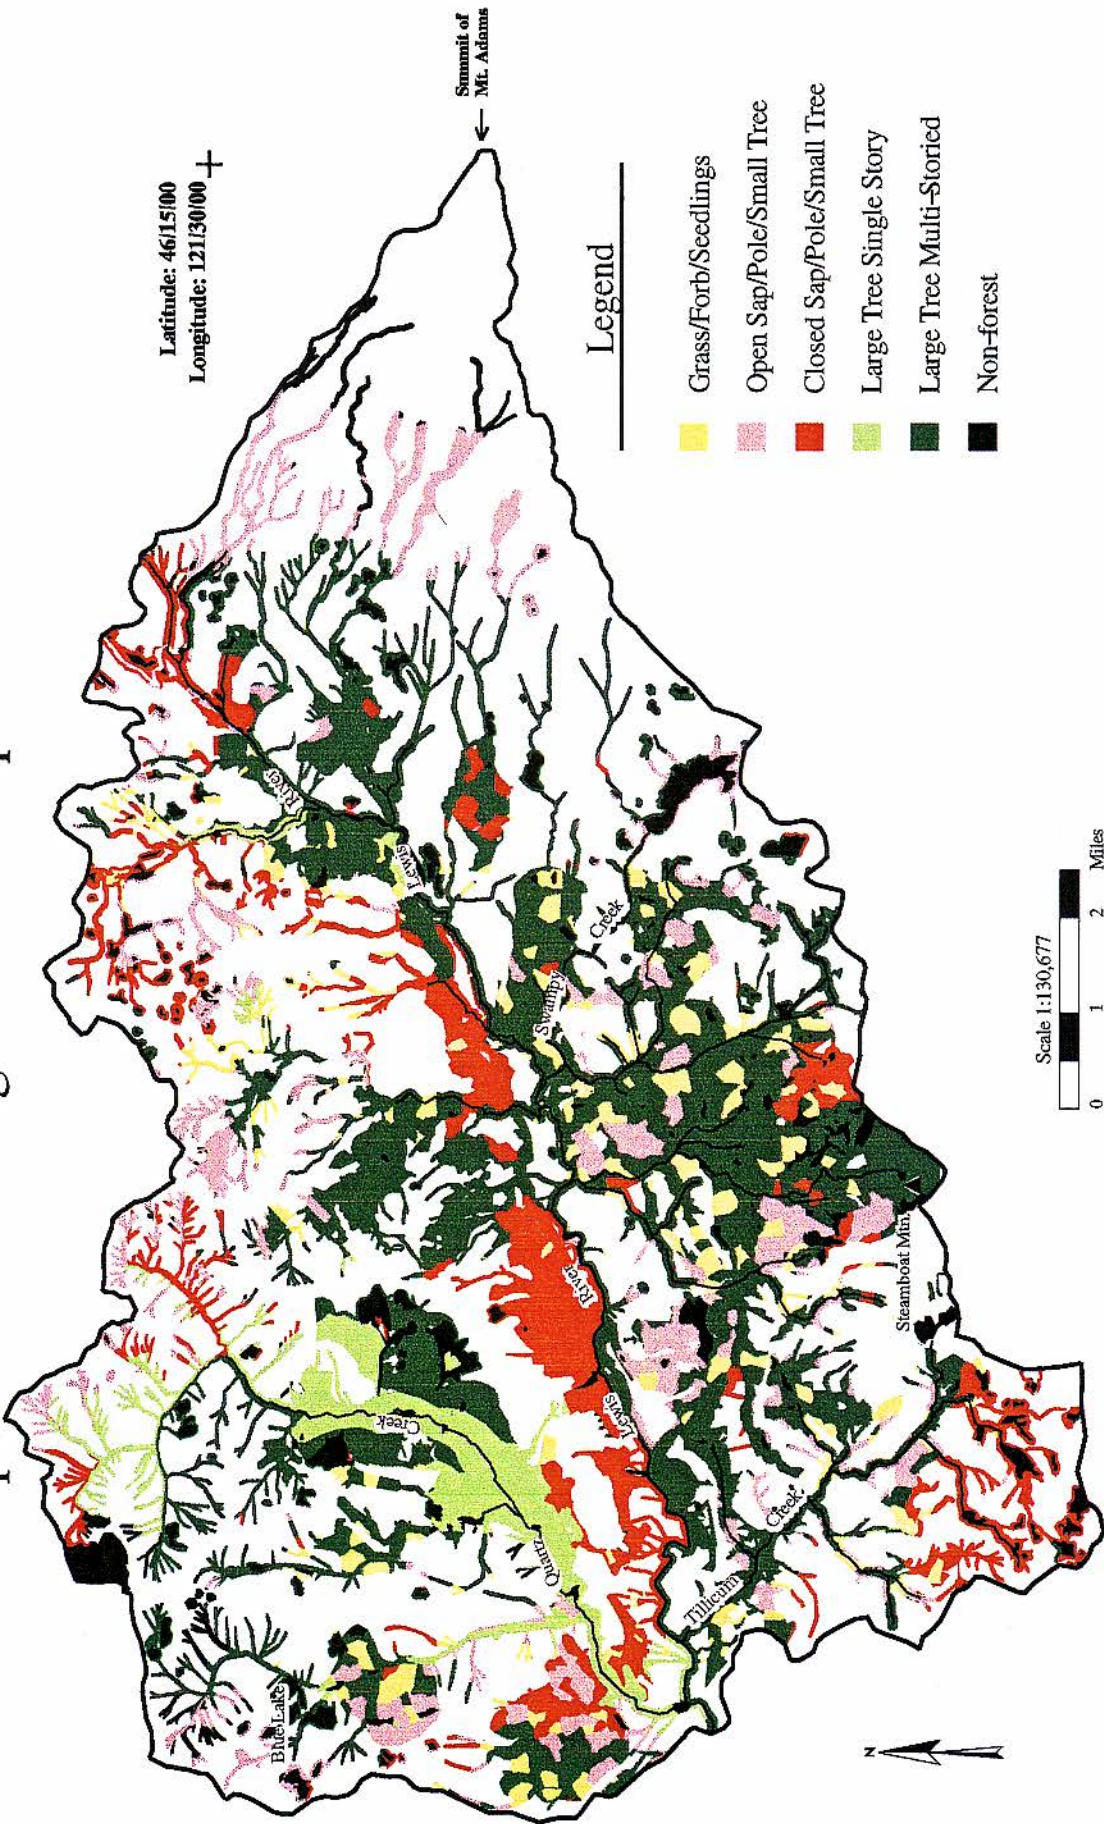 Latitude: 46/15/00
Longitude: 121/30/00
Summit of
Mt. Adams
Legend
Grass/Forb/Seedlings
Open Sap/Pole/Small Tree
Closed Sap/Pole/Small Tree
Large Tree Single Story
Large Tree Multi-Storied
Non-forest
River
Lewis
Creek
Swampy
River
Lewis
Creek
Quartz
Blue Lake
Creek
Tillicum
Steamboat Mtn.
Scale 1:130,677
0 1 2 Miles
N